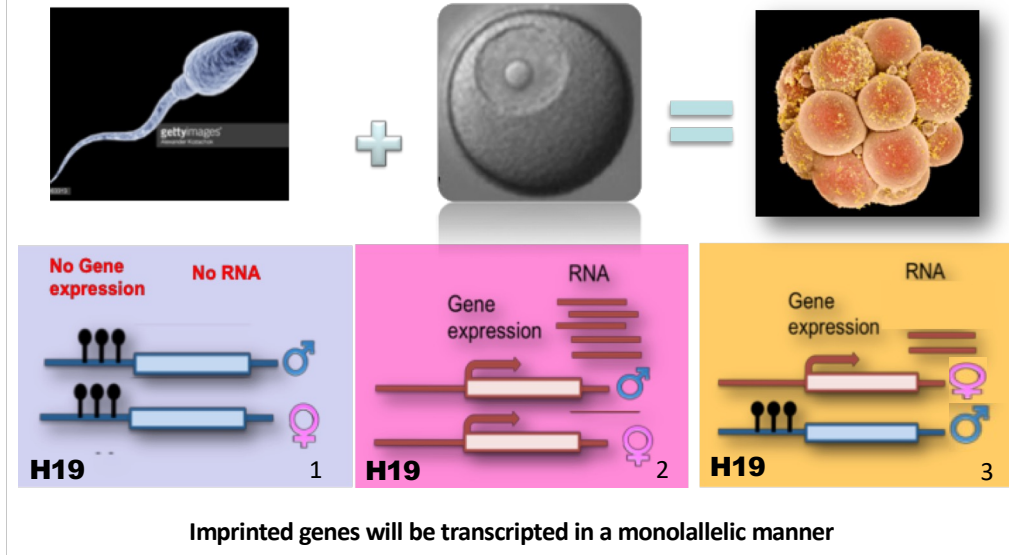 gettyimages®
Alexander Kubachev
No Gene
expression
No RNA
H19
1
RNA
Gene
expression
H19
2
RNA
Gene
expression
H19
3
Imprinted genes will be transcripted in a monolallelic manner